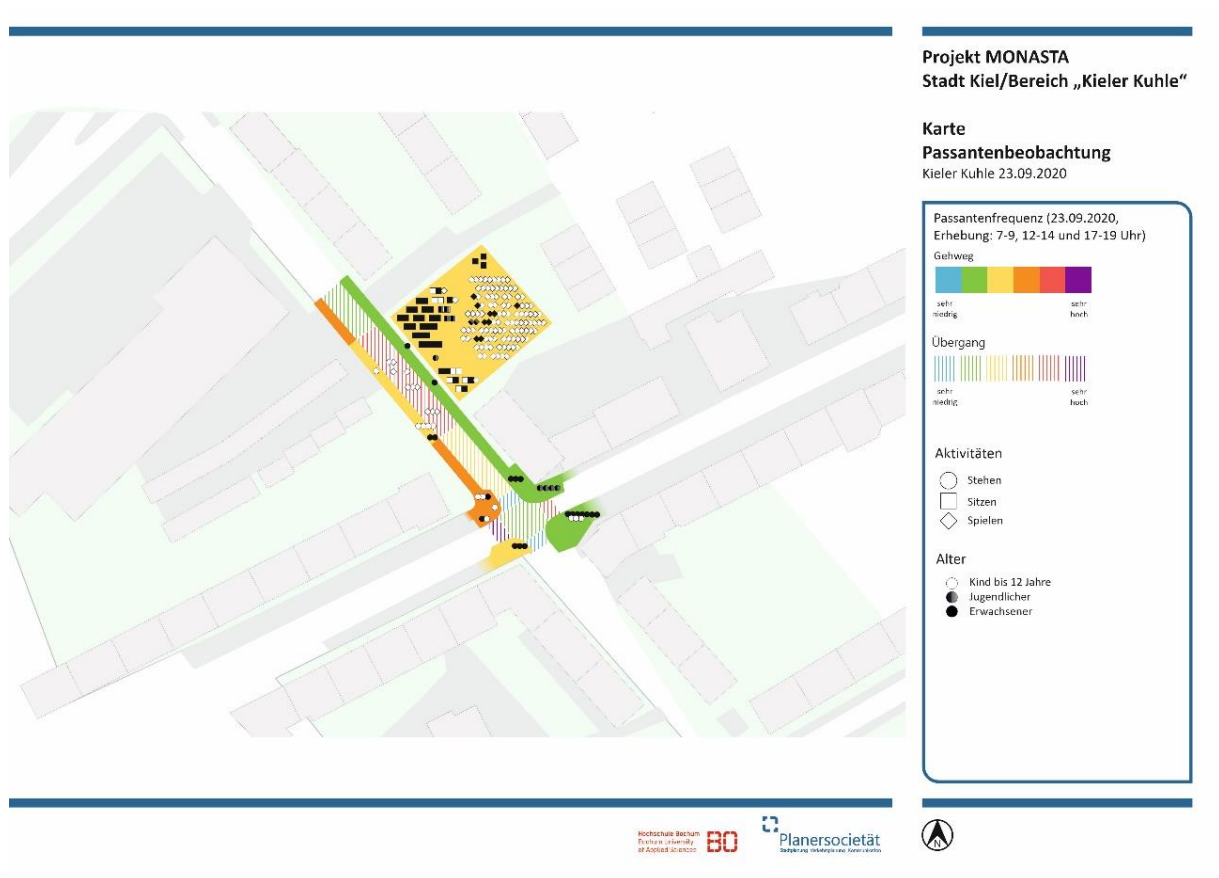 Projekt MONASTA
Stadt Kiel/Bereich „Kieler Kuhle“
Karte
Passantenbeobachtung
Kieler Kuhle 23.09.2020
Passantenfrequenz (23.09.2020,
Erhebung: 7-9, 12-14 und 17-19 Uhr)
Gehweg
sehr niedrig
sehr hoch
Übergang
sehr niedrig
sehr hoch
Aktivitäten
Stehen
Sitzen
Spielen
Alter
Kind bis 12 Jahre
Jugendlicher
Erwachsener
Hochschule Bochum
Bochum University
of Applied Sciences
BO
Planersocietät
Stadtplanung Verkehrsplanung Kommunikation
N